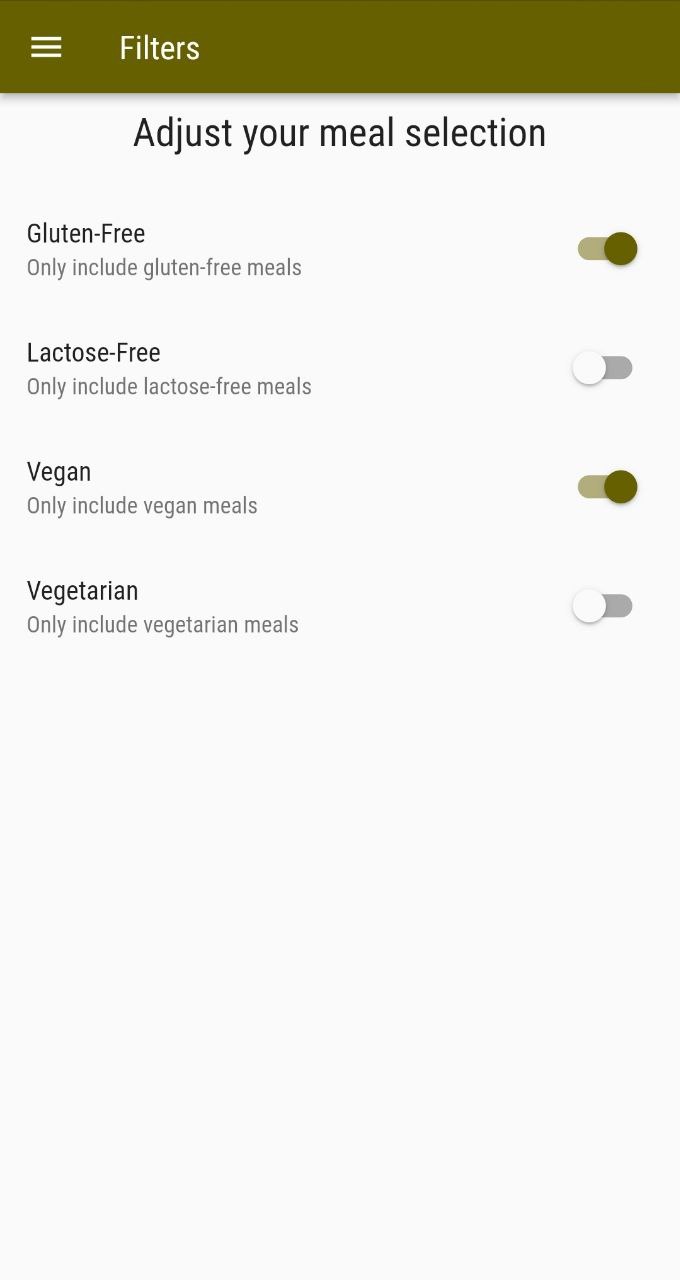 Filters
Adjust your meal selection
Gluten-Free
Only include gluten-free meals
Lactose-Free
Only include lactose-free meals
Vegan
Only include vegan meals
Vegetarian
Only include vegetarian meals